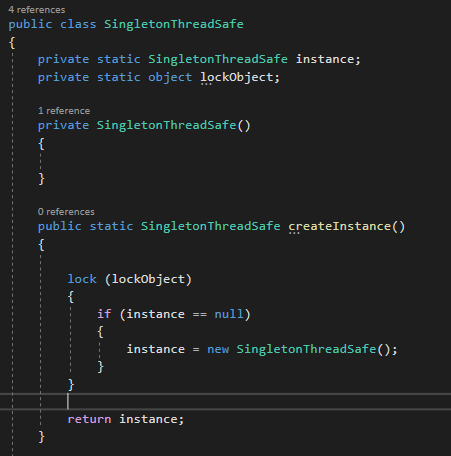 4 references
public class SingletonThreadSafe
{
private static SingletonThreadSafe instance;
private static object lockObject;
1 reference
private SingletonThreadSafe()
{
}
0 references
public static SingletonThreadSafe createInstance()
{
lock (lockObject)
{
if (instance == null)
{
instance = new SingletonThreadSafe();
}
}
return instance;
}